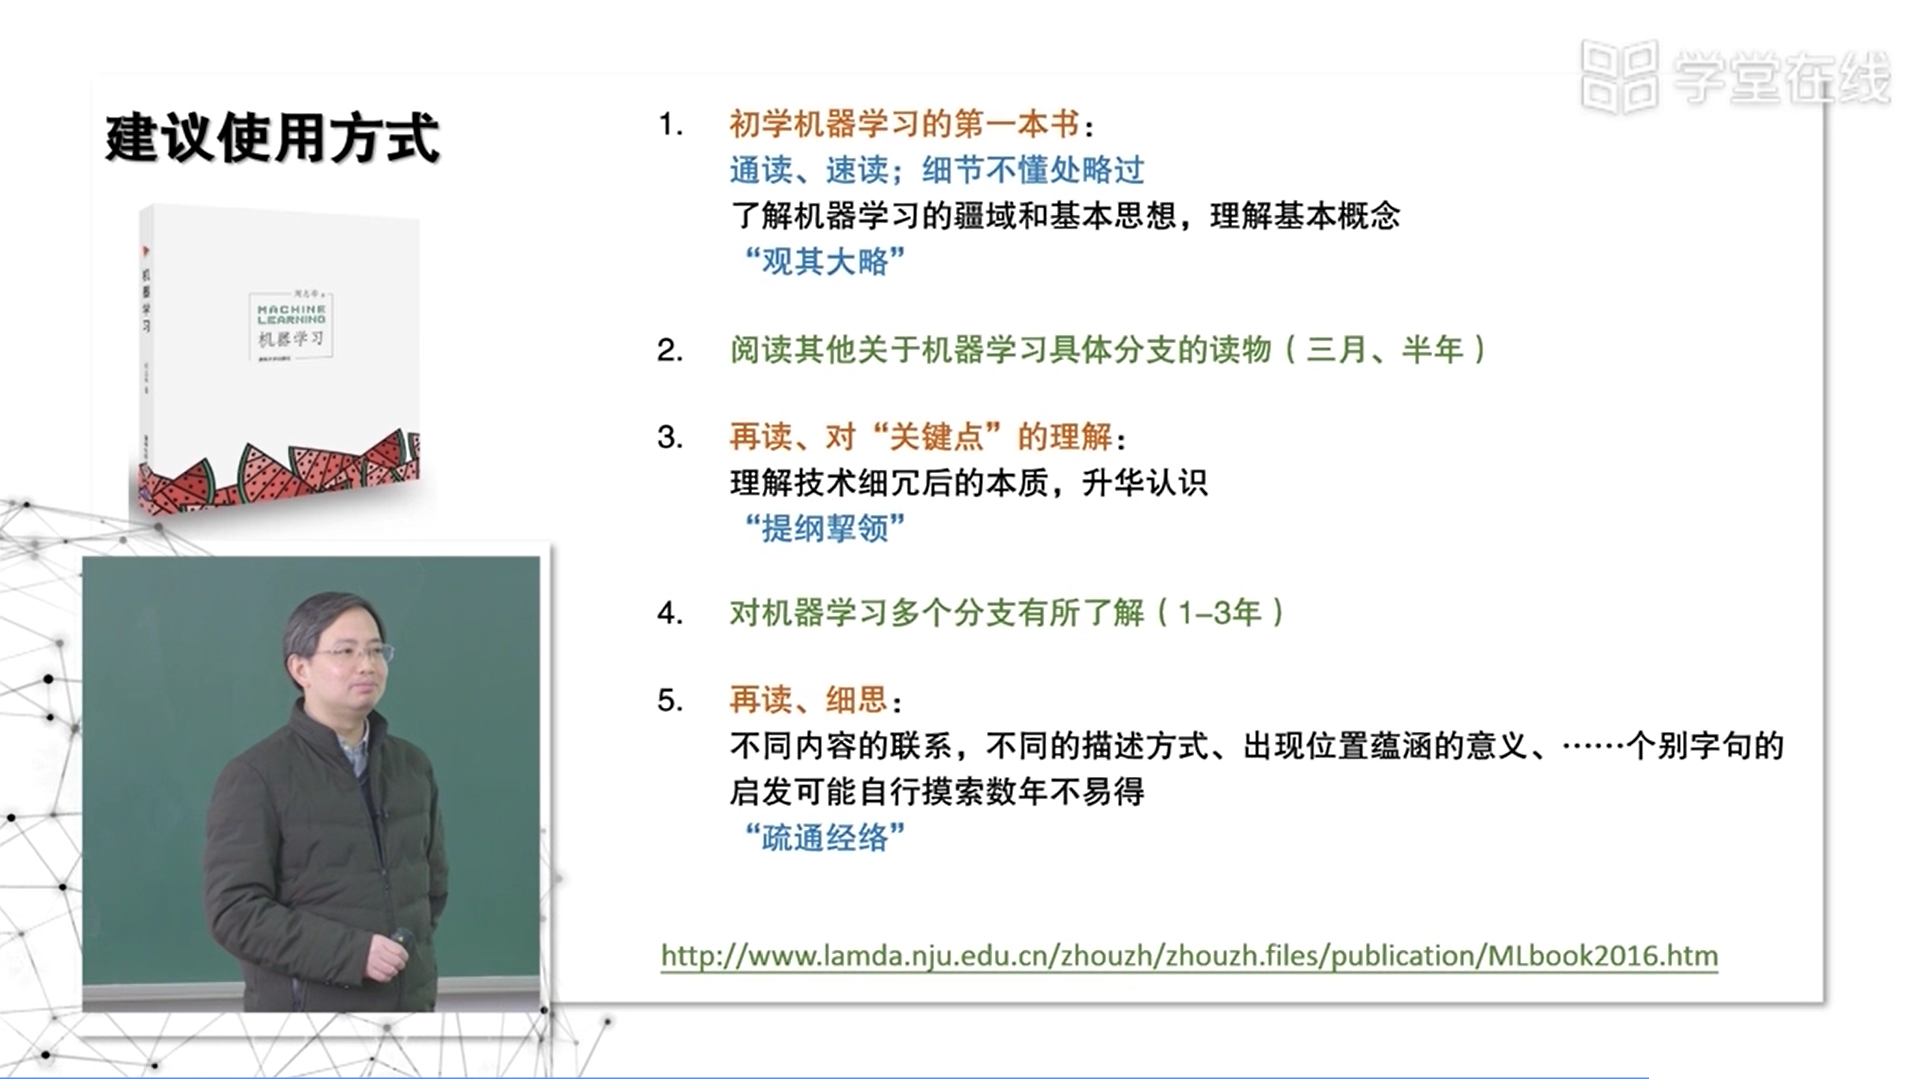 学堂在线
建议使用方式
机器学习
周志华 著
MACHINE
LEARNING
机器学习
清华大学出版社
1. 初学机器学习的第一本书：
通读、速读；细节不懂处略过
了解机器学习的疆域和基本思想，理解基本概念
“观其大略”
2. 阅读其他关于机器学习具体分支的读物（三月、半年）
3. 再读、对“关键点”的理解：
理解技术细冗后的本质，升华认识
“提纲挈领”
4. 对机器学习多个分支有所了解（1–3年）
5. 再读、细思：
不同内容的联系，不同的描述方式、出现位置蕴涵的意义、……个别字句的
启发可能自行摸索数年不易得
“疏通经络”
http://www.lamda.nju.edu.cn/zhouzh/zhouzh.files/publication/MLbook2016.htm